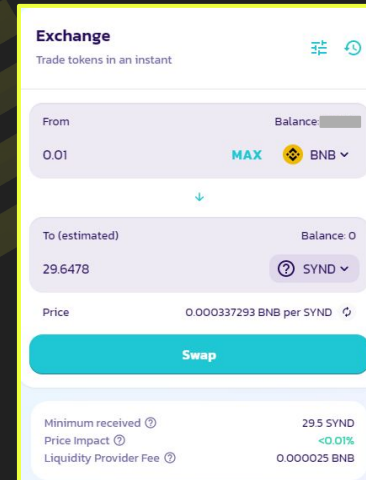 Exchange
Trade tokens in an instant
From Balance:
0.01 MAX BNB
To (estimated) Balance: 0
29.6478 SYND
Price 0.000337293 BNB per SYND
Swap
Minimum received 29.5 SYND
Price Impact <0.01%
Liquidity Provider Fee 0.000025 BNB